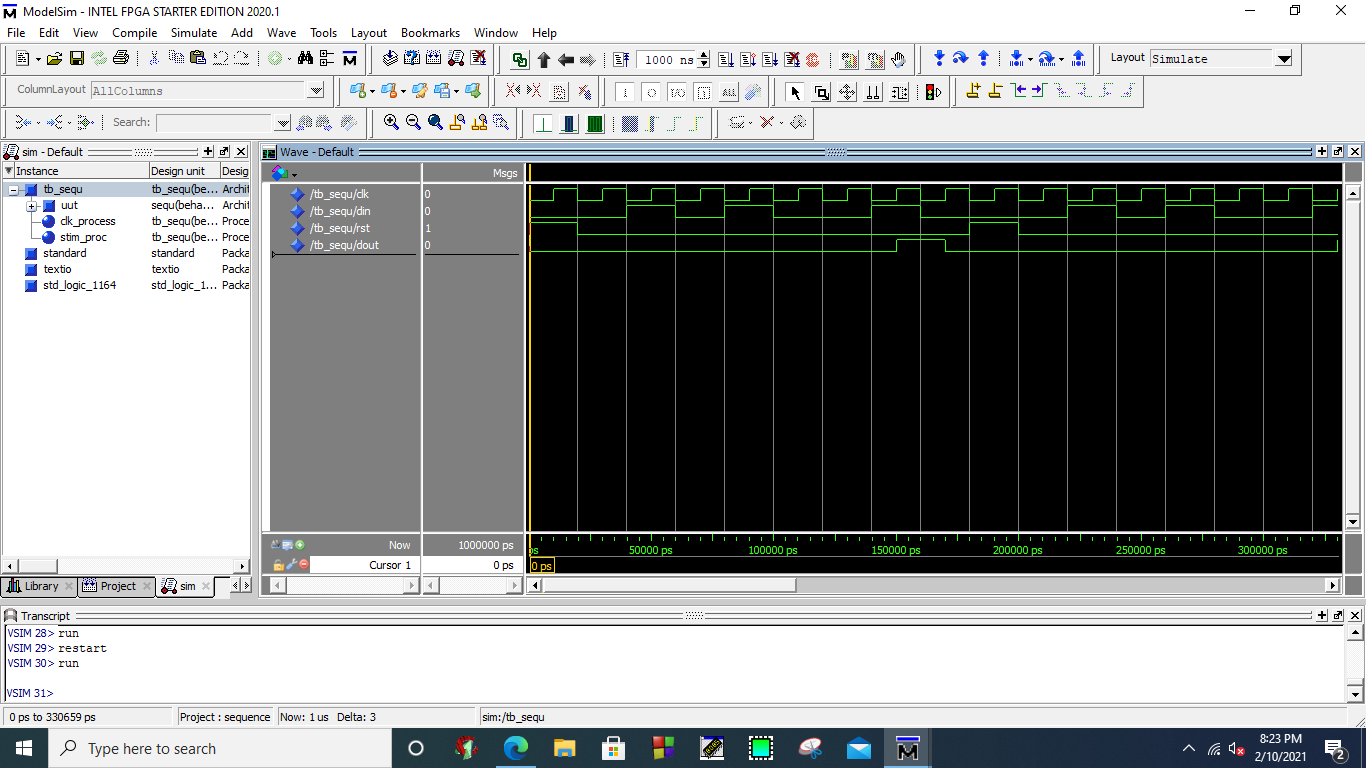 ModelSim - INTEL FPGA STARTER EDITION 2020.1
File Edit View Compile Simulate Add Wave Tools Layout Bookmarks Window Help
1000 ns
Layout Simulate
ColumnLayout AllColumns
Search:
sim - Default
Wave - Default
Instance Design unit Desig
Msgs
tb_sequ tb_sequ(be... Archit
uut sequ(beha... Archit
clk_process tb_sequ(be... Proce
stim_proc tb_sequ(be... Proce
standard standard Packa
textio textio Packa
std_logic_1164 std_logic_1... Packa
/tb_sequ/clk 0
/tb_sequ/din 0
/tb_sequ/rst 1
/tb_sequ/dout 0
Now 1000000 ps
ps 50000 ps 100000 ps 150000 ps 200000 ps 250000 ps 300000 ps
Cursor 1 0 ps
0 ps
Library Project sim
Transcript
VSIM 28> run
VSIM 29> restart
VSIM 30> run
VSIM 31>
0 ps to 330659 ps Project : sequence Now: 1 us Delta: 3 sim:/tb_sequ
Type here to search
8:23 PM
2/10/2021
2